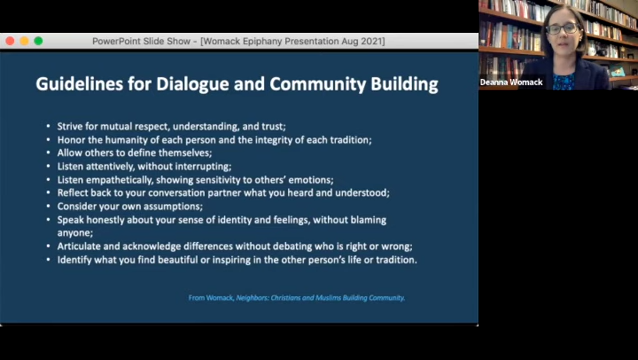 PowerPoint Slide Show - [Womack Epiphany Presentation Aug 2021]
Deanna Womack
Guidelines for Dialogue and Community Building
• Strive for mutual respect, understanding, and trust;
• Honor the humanity of each person and the integrity of each tradition;
• Allow others to define themselves;
• Listen attentively, without interrupting;
• Listen empathetically, showing sensitivity to others' emotions;
• Reflect back to your conversation partner what you heard and understood;
• Consider your own assumptions;
• Speak honestly about your sense of identity and feelings, without blaming
anyone;
• Articulate and acknowledge differences without debating who is right or wrong;
• Identify what you find beautiful or inspiring in the other person's life or tradition.
From Womack, Neighbors: Christians and Muslims Building Community.